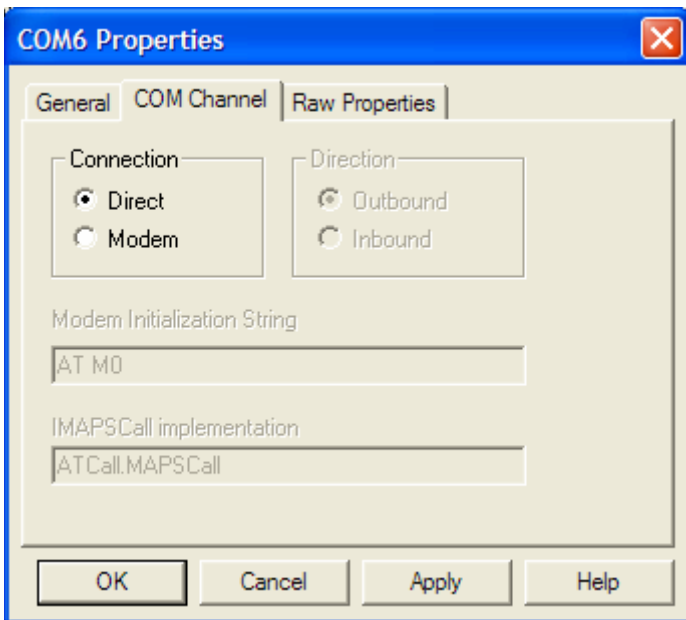 COM6 Properties
General COM Channel Raw Properties
Connection Direction
Direct Outbound
Modem Inbound
Modem Initialization String
AT M0
IMAPSCall implementation
ATCall.MAPSCall
OK Cancel Apply Help